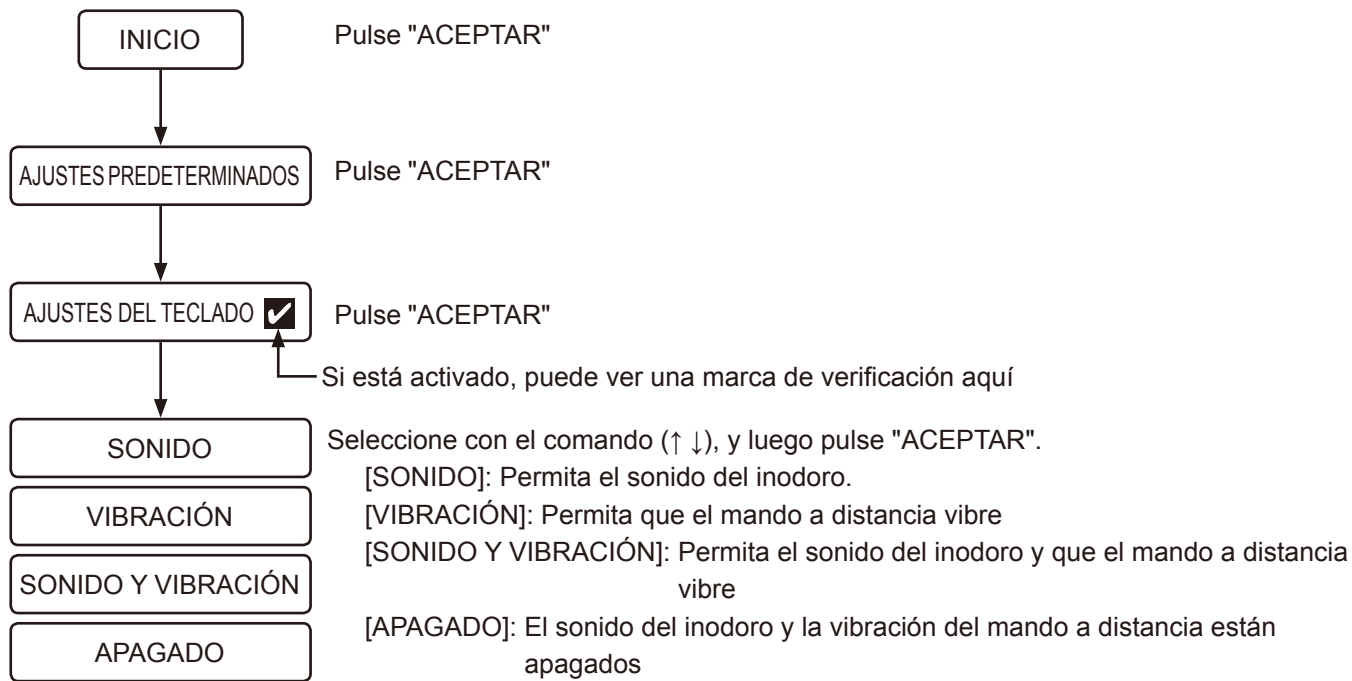 INICIO
Pulse "ACEPTAR"
AJUSTES PREDETERMINADOS
Pulse "ACEPTAR"
AJUSTES DEL TECLADO ✔
Pulse "ACEPTAR"
Si está activado, puede ver una marca de verificación aquí
SONIDO
VIBRACIÓN
SONIDO Y VIBRACIÓN
APAGADO
Seleccione con el comando (↑ ↓), y luego pulse "ACEPTAR".
[SONIDO]: Permita el sonido del inodoro.
[VIBRACIÓN]: Permita que el mando a distancia vibre
[SONIDO Y VIBRACIÓN]: Permita el sonido del inodoro y que el mando a distancia
vibre
[APAGADO]: El sonido del inodoro y la vibración del mando a distancia están
apagados